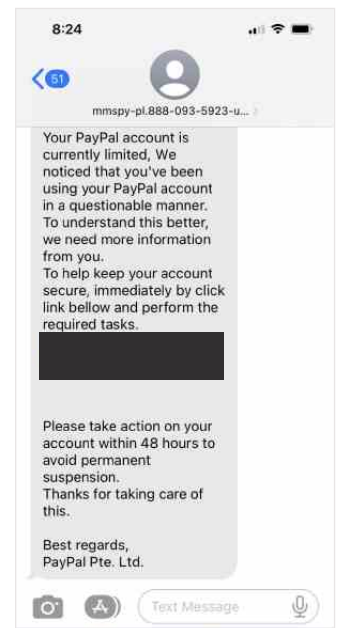 8:24
51
mmspy-pl.888-093-5923-u...
Your PayPal account is
currently limited, We
noticed that you've been
using your PayPal account
in a questionable manner.
To understand this better,
we need more information
from you.
To help keep your account
secure, immediately by click
link bellow and perform the
required tasks.
Please take action on your
account within 48 hours to
avoid permanent
suspension.
Thanks for taking care of
this.
Best regards,
PayPal Pte. Ltd.
Text Message